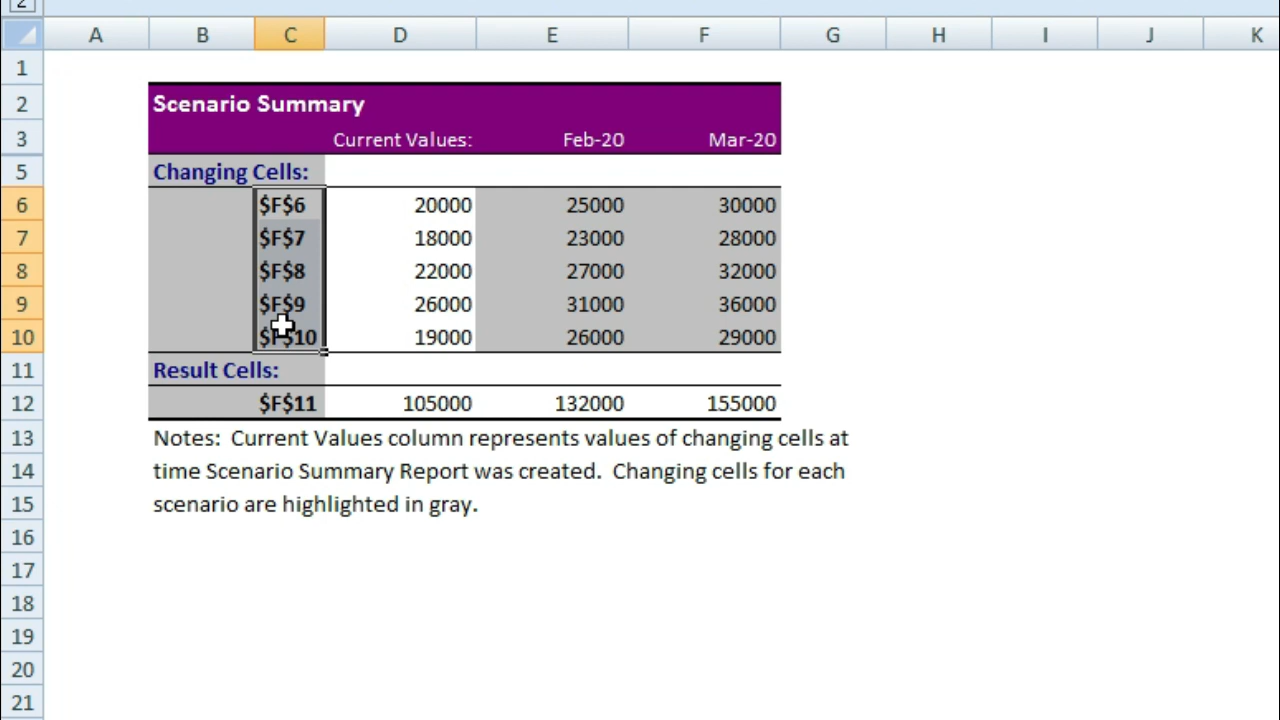 2
A B C D E F G H I J K
1
2 Scenario Summary
3 Current Values: Feb-20 Mar-20
5 Changing Cells:
6 $F$6 20000 25000 30000
7 $F$7 18000 23000 28000
8 $F$8 22000 27000 32000
9 $F$9 26000 31000 36000
10 $F$10 19000 26000 29000
11 Result Cells:
12 $F$11 105000 132000 155000
13 Notes: Current Values column represents values of changing cells at
14 time Scenario Summary Report was created. Changing cells for each
15 scenario are highlighted in gray.
16
17
18
19
20
21